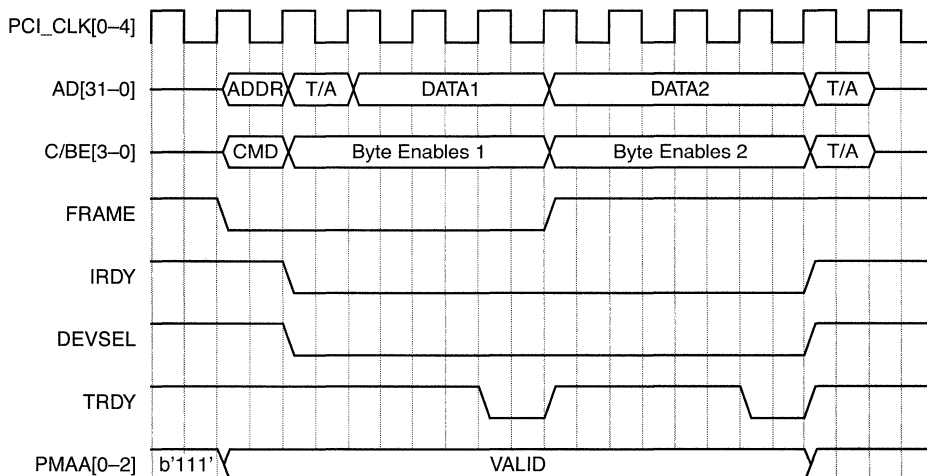 PCI_CLK[0–4]
AD[31–0] ADDR T/A DATA1 DATA2 T/A
C/BE[3–0] CMD Byte Enables 1 Byte Enables 2 T/A
FRAME
IRDY
DEVSEL
TRDY
PMAA[0–2] b'111' VALID